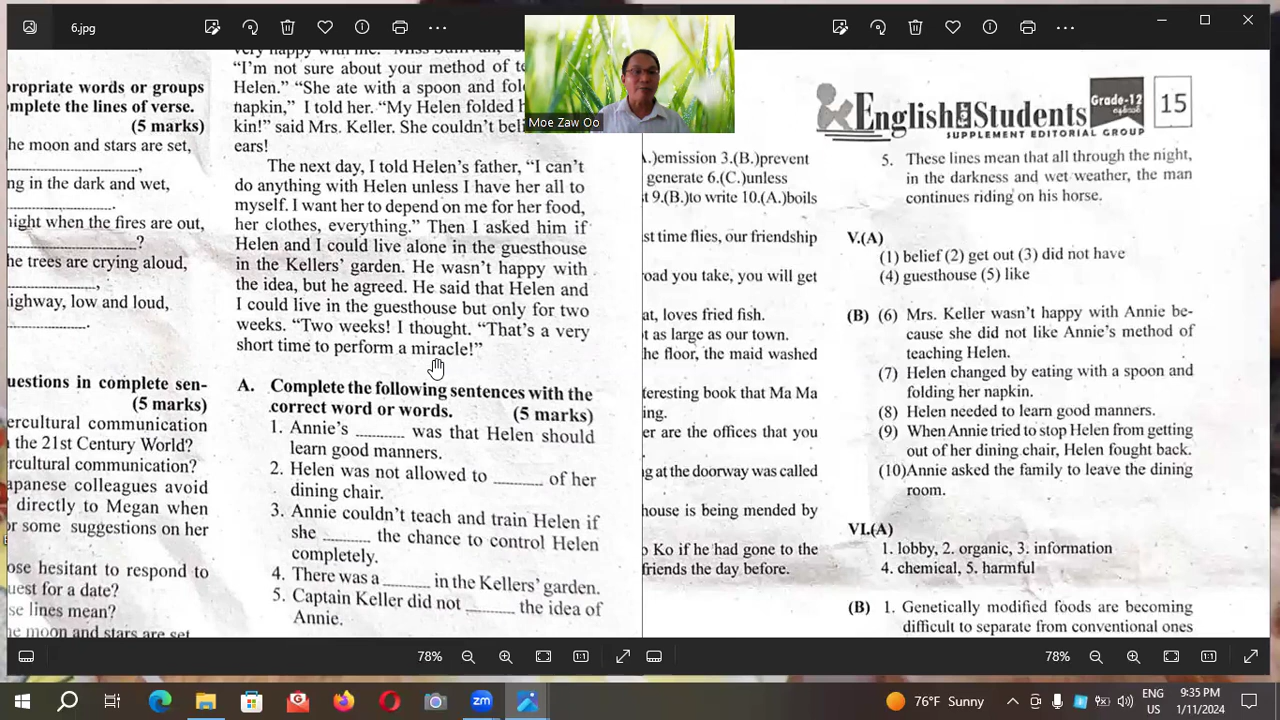 6.jpg
Moe Zaw Oo
propriate words or groups
mplete the lines of verse.
(5 marks)
he moon and stars are set,
ng in the dark and wet,
night when the fires are out,
?
he trees are crying aloud,
highway, low and loud,
uestions in complete sen-
(5 marks)
ercultural communication
n the 21st Century World?
rcultural communication?
apanese colleagues avoid
directly to Megan when
or some suggestions on her
ose hesitant to respond to
uest for a date?
se lines mean?
he moon and stars are set
very happy with me. "Miss Sullivan,
"I'm not sure about your method of te
Helen." "She ate with a spoon and fol
napkin," I told her. "My Helen folded h
kin!" said Mrs. Keller. She couldn't beli
ears!
The next day, I told Helen's father, "I can't
do anything with Helen unless I have her all to
myself. I want her to depend on me for her food,
her clothes, everything." Then I asked him if
Helen and I could live alone in the guesthouse
in the Kellers' garden. He wasn't happy with
the idea, but he agreed. He said that Helen and
I could live in the guesthouse but only for two
weeks. "Two weeks! I thought. "That's a very
short time to perform a miracle!"
A. Complete the following sentences with the
correct word or words. (5 marks)
1. Annie's ________ was that Helen should
learn good manners.
2. Helen was not allowed to ________ of her
dining chair.
3. Annie couldn't teach and train Helen if
she ________ the chance to control Helen
completely.
4. There was a ________ in the Kellers' garden.
5. Captain Keller did not ________ the idea of
Annie.
A.)emission 3.(B.)prevent
generate 6.(C.)unless
t 9.(B.)to write 10.(A.)boils
st time flies, our friendship
oad you take, you will get
at, loves fried fish.
t as large as our town.
he floor, the maid washed
teresting book that Ma Ma
ing.
er are the offices that you
g at the doorway was called
house is being mended by
o Ko if he had gone to the
friends the day before.
English Students
SUPPLEMENT EDITORIAL GROUP
Grade-12
15
5. These lines mean that all through the night,
in the darkness and wet weather, the man
continues riding on his horse.
V.(A)
(1) belief (2) get out (3) did not have
(4) guesthouse (5) like
(B) (6) Mrs. Keller wasn't happy with Annie be-
cause she did not like Annie's method of
teaching Helen.
(7) Helen changed by eating with a spoon and
folding her napkin.
(8) Helen needed to learn good manners.
(9) When Annie tried to stop Helen from getting
out of her dining chair, Helen fought back.
(10)Annie asked the family to leave the dining
room.
VI.(A)
1. lobby, 2. organic, 3. information
4. chemical, 5. harmful
(B) 1. Genetically modified foods are becoming
difficult to separate from conventional ones
78%
1:1
78%
1:1
zm
76°F Sunny
ENG
US
9:35 PM
1/11/2024